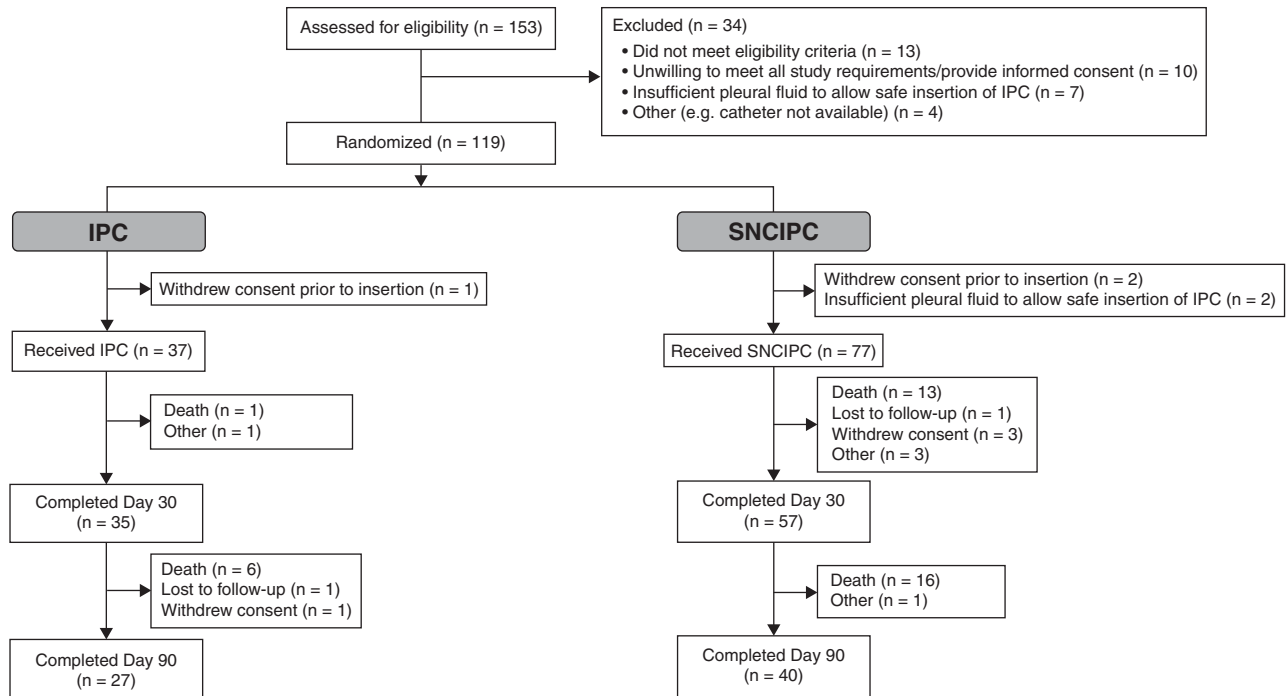 Assessed for eligibility (n = 153)
Excluded (n = 34)
• Did not meet eligibility criteria (n = 13)
• Unwilling to meet all study requirements/provide informed consent (n = 10)
• Insufficient pleural fluid to allow safe insertion of IPC (n = 7)
• Other (e.g. catheter not available) (n = 4)
Randomized (n = 119)
IPC
Withdrew consent prior to insertion (n = 1)
Received IPC (n = 37)
Death (n = 1)
Other (n = 1)
Completed Day 30
(n = 35)
Death (n = 6)
Lost to follow-up (n = 1)
Withdrew consent (n = 1)
Completed Day 90
(n = 27)
SNCIPC
Withdrew consent prior to insertion (n = 2)
Insufficient pleural fluid to allow safe insertion of IPC (n = 2)
Received SNCIPC (n = 77)
Death (n = 13)
Lost to follow-up (n = 1)
Withdrew consent (n = 3)
Other (n = 3)
Completed Day 30
(n = 57)
Death (n = 16)
Other (n = 1)
Completed Day 90
(n = 40)